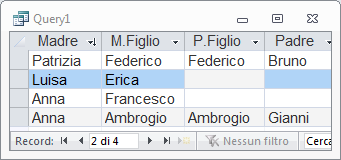 Query1
Madre M.Figlio P.Figlio Padre
Patrizia Federico Federico Bruno
Luisa Erica
Anna Francesco
Anna Ambrogio Ambrogio Gianni
Record: 2 di 4 Nessun filtro Cerca